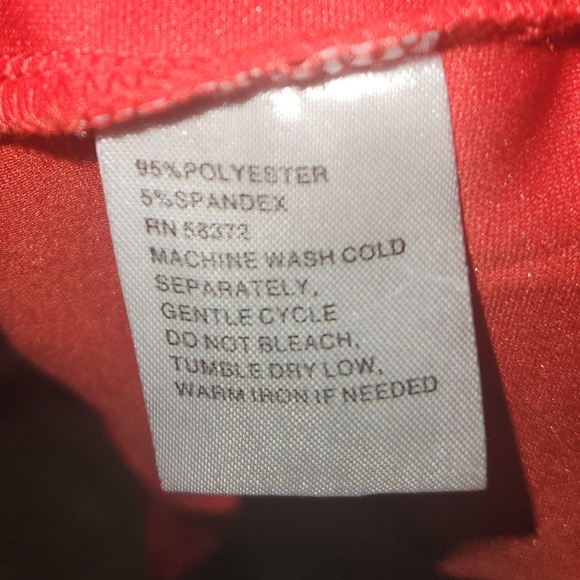 95%POLYESTER
5%SPANDEX
RN 58372
MACHINE WASH COLD
SEPARATELY,
GENTLE CYCLE
DO NOT BLEACH,
TUMBLE DRY LOW,
WARM IRON IF NEEDED